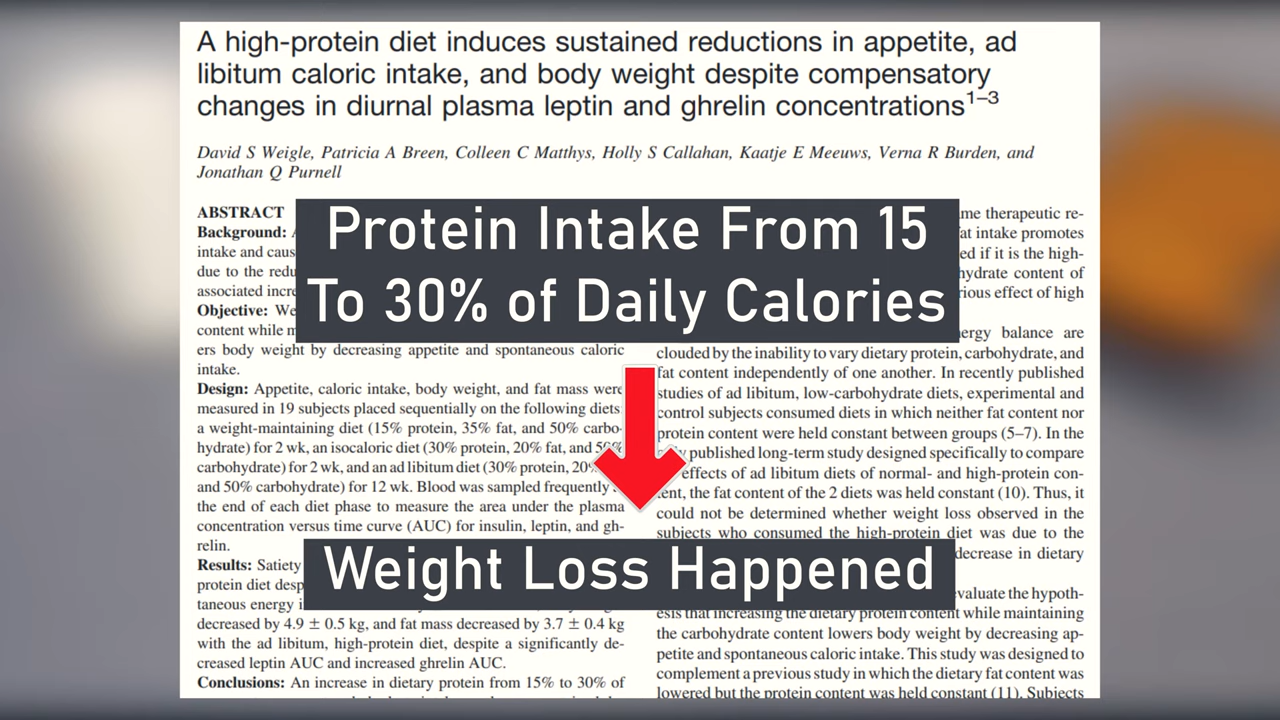 A high-protein diet induces sustained reductions in appetite, ad
libitum caloric intake, and body weight despite compensatory
changes in diurnal plasma leptin and ghrelin concentrations1–3
David S Weigle, Patricia A Breen, Colleen C Matthys, Holly S Callahan, Kaatje E Meeuws, Verna R Burden, and
Jonathan Q Purnell
Protein Intake From 15
To 30% of Daily Calories
Weight Loss Happened
ABSTRACT
Background:
intake and caus
due to the redu
associated incre
Objective: We
content while m
ers body weight by decreasing appetite and spontaneous caloric
intake.
Design: Appetite, caloric intake, body weight, and fat mass were
measured in 19 subjects placed sequentially on the following diets:
a weight-maintaining diet (15% protein, 35% fat, and 50% carbo-
hydrate) for 2 wk, an isocaloric diet (30% protein, 20% fat, and 50%
carbohydrate) for 2 wk, and an ad libitum diet (30% protein, 20%
and 50% carbohydrate) for 12 wk. Blood was sampled frequently
the end of each diet phase to measure the area under the plasma
concentration versus time curve (AUC) for insulin, leptin, and gh-
relin.
Results: Satiety
protein diet desp
taneous energy i
decreased by 4.9 ± 0.5 kg, and fat mass decreased by 3.7 ± 0.4 kg
with the ad libitum, high-protein diet, despite a significantly de-
creased leptin AUC and increased ghrelin AUC.
Conclusions: An increase in dietary protein from 15% to 30% of
me therapeutic re-
fat intake promotes
ed if it is the high-
hydrate content of
rious effect of high
nergy balance are
clouded by the inability to vary dietary protein, carbohydrate, and
fat content independently of one another. In recently published
studies of ad libitum, low-carbohydrate diets, experimental and
control subjects consumed diets in which neither fat content nor
protein content were held constant between groups (5–7). In the
published long-term study designed specifically to compare
effects of ad libitum diets of normal- and high-protein con-
tent, the fat content of the 2 diets was held constant (10). Thus, it
could not be determined whether weight loss observed in the
subjects who consumed the high-protein diet was due to the
decrease in dietary
evaluate the hypoth-
esis that increasing the dietary protein content while maintaining
the carbohydrate content lowers body weight by decreasing ap-
petite and spontaneous caloric intake. This study was designed to
complement a previous study in which the dietary fat content was
lowered but the protein content was held constant (11). Subjects